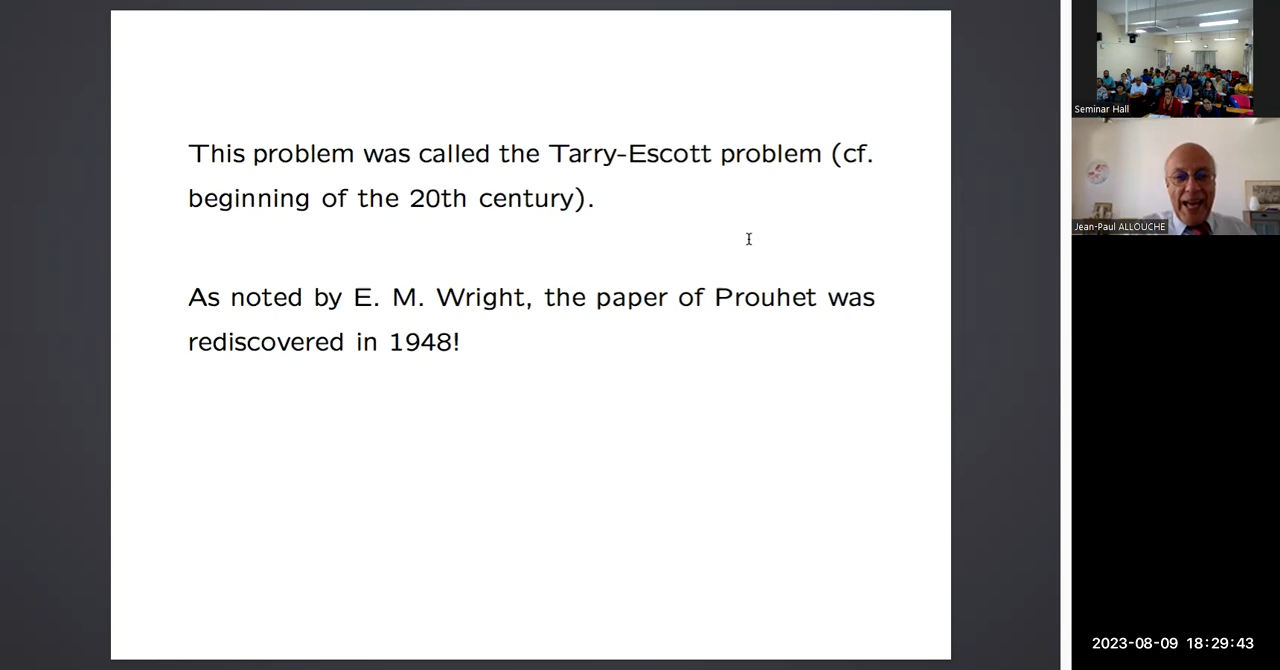 This problem was called the Tarry-Escott problem (cf.
beginning of the 20th century).
As noted by E. M. Wright, the paper of Prouhet was
rediscovered in 1948!
Seminar Hall
Jean-Paul ALLOUCHE
2023-08-09 18:29:43